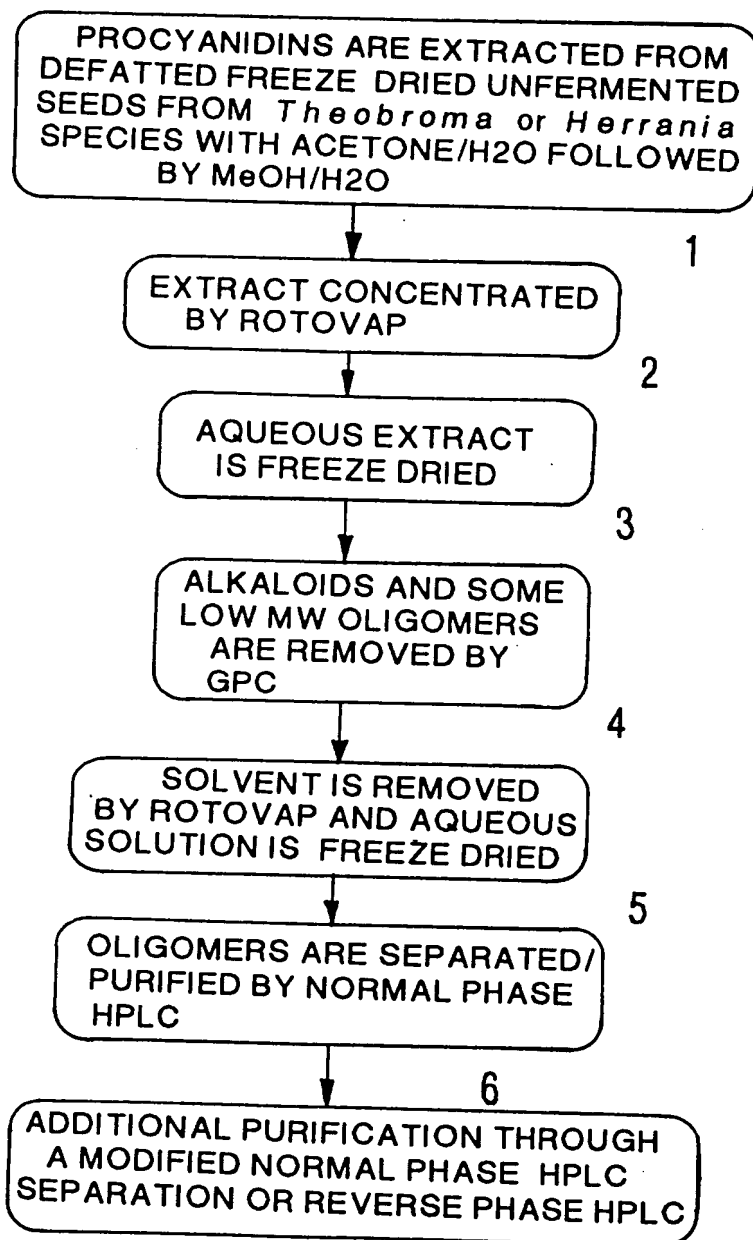 PROCYANIDINS ARE EXTRACTED FROM
DEFATTED FREEZE DRIED UNFERMENTED
SEEDS FROM Theobroma or Herrania
SPECIES WITH ACETONE/H2O FOLLOWED
BY MeOH/H2O
1
EXTRACT CONCENTRATED
BY ROTOVAP
2
AQUEOUS EXTRACT
IS FREEZE DRIED
3
ALKALOIDS AND SOME
LOW MW OLIGOMERS
ARE REMOVED BY
GPC
4
SOLVENT IS REMOVED
BY ROTOVAP AND AQUEOUS
SOLUTION IS FREEZE DRIED
5
OLIGOMERS ARE SEPARATED/
PURIFIED BY NORMAL PHASE
HPLC
6
ADDITIONAL PURIFICATION THROUGH
A MODIFIED NORMAL PHASE HPLC
SEPARATION OR REVERSE PHASE HPLC